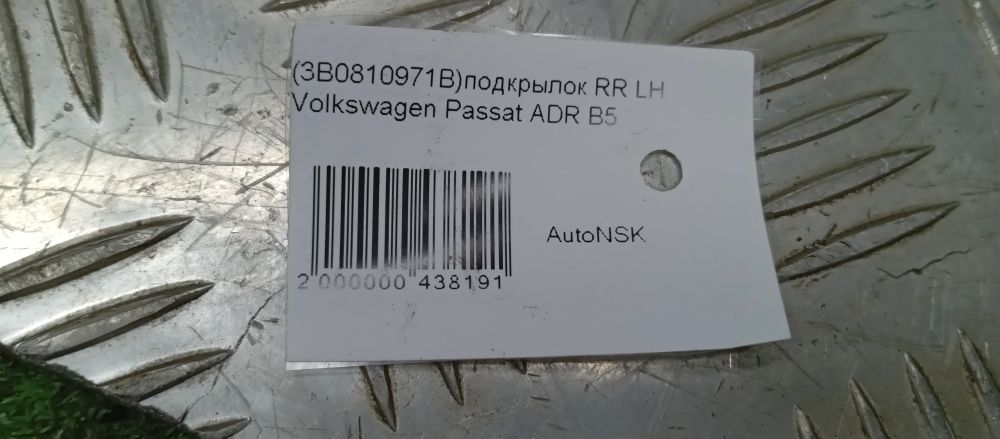 (3B0810971B)подкрылок RR LH
Volkswagen Passat ADR B5
AutoNSK
2 000000 438191